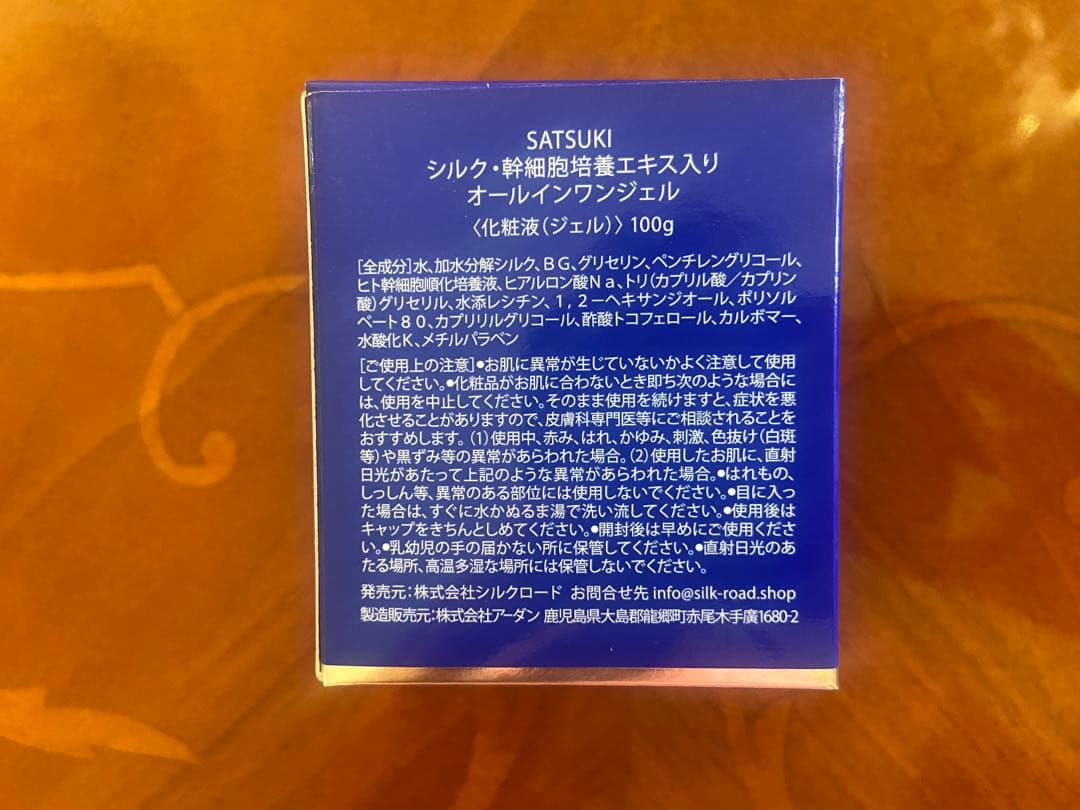 SATSUKI
シルク・幹細胞培養エキス入り
オールインワンジェル
〈化粧液(ジェル)〉100g
[全成分]水、加水分解シルク、BG、グリセリン、ペンチレングリコール、
ヒト幹細胞順化培養液、ヒアルロン酸Na、トリ(カプリル酸/カプリン
酸)グリセリル、水添レシチン、1,2-ヘキサンジオール、ポリソル
ベート80、カプリリルグリコール、酢酸トコフェロール、カルボマー、
水酸化K、メチルパラベン
[ご使用上の注意]●お肌に異常が生じていないかよく注意して使用
してください。●化粧品がお肌に合わないとき即ち次のような場合に
は、使用を中止してください。そのまま使用を続けますと、症状を悪
化させることがありますので、皮膚科専門医等にご相談されることを
おすすめします。(1)使用中、赤み、はれ、かゆみ、刺激、色抜け(白斑
等)や黒ずみ等の異常があらわれた場合。(2)使用したお肌に、直射
日光があたって上記のような異常があらわれた場合。●はれもの、
しっしん等、異常のある部位には使用しないでください。●目に入っ
た場合は、すぐに水かぬるま湯で洗い流してください。●使用後は
キャップをきちんとしめてください。●開封後は早めにご使用くださ
い。●乳幼児の手の届かない所に保管してください。●直射日光のあ
たる場所、高温多湿な場所には保管しないでください。
発売元:株式会社シルクロード お問合せ先 info@silk-road.shop
製造販売元:株式会社アーダン 鹿児島県大島郡龍郷町赤尾木手廣1680-2